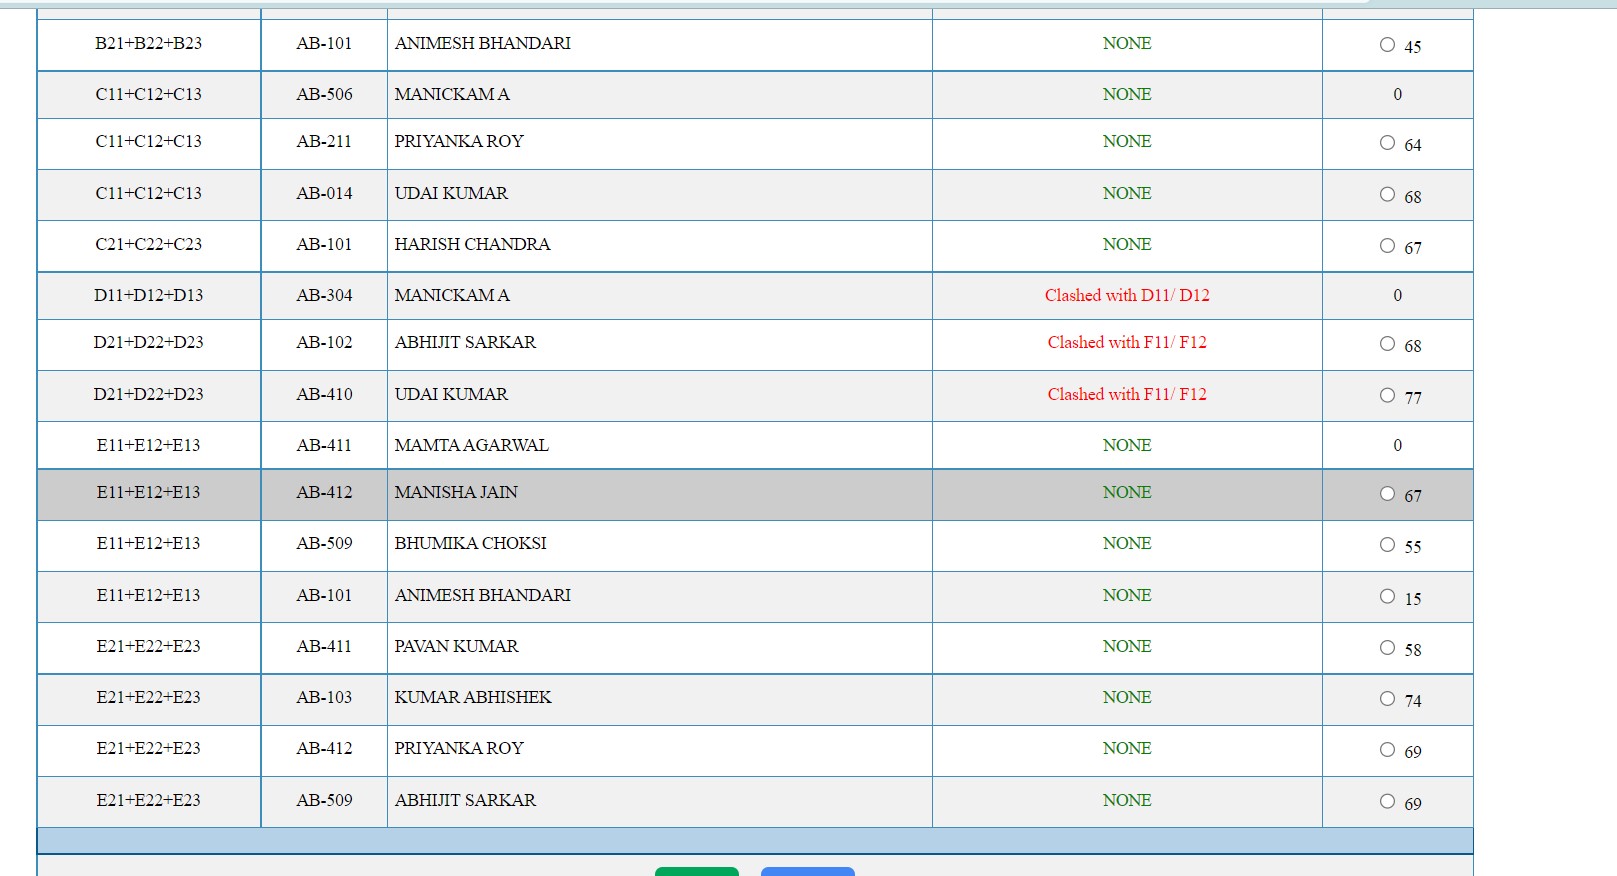 B21+B22+B23 AB-101 ANIMESH BHANDARI NONE 45
C11+C12+C13 AB-506 MANICKAM A NONE 0
C11+C12+C13 AB-211 PRIYANKA ROY NONE 64
C11+C12+C13 AB-014 UDAI KUMAR NONE 68
C21+C22+C23 AB-101 HARISH CHANDRA NONE 67
D11+D12+D13 AB-304 MANICKAM A Clashed with D11/ D12 0
D21+D22+D23 AB-102 ABHIJIT SARKAR Clashed with F11/ F12 68
D21+D22+D23 AB-410 UDAI KUMAR Clashed with F11/ F12 77
E11+E12+E13 AB-411 MAMTA AGARWAL NONE 0
E11+E12+E13 AB-412 MANISHA JAIN NONE 67
E11+E12+E13 AB-509 BHUMIKA CHOKSI NONE 55
E11+E12+E13 AB-101 ANIMESH BHANDARI NONE 15
E21+E22+E23 AB-411 PAVAN KUMAR NONE 58
E21+E22+E23 AB-103 KUMAR ABHISHEK NONE 74
E21+E22+E23 AB-412 PRIYANKA ROY NONE 69
E21+E22+E23 AB-509 ABHIJIT SARKAR NONE 69